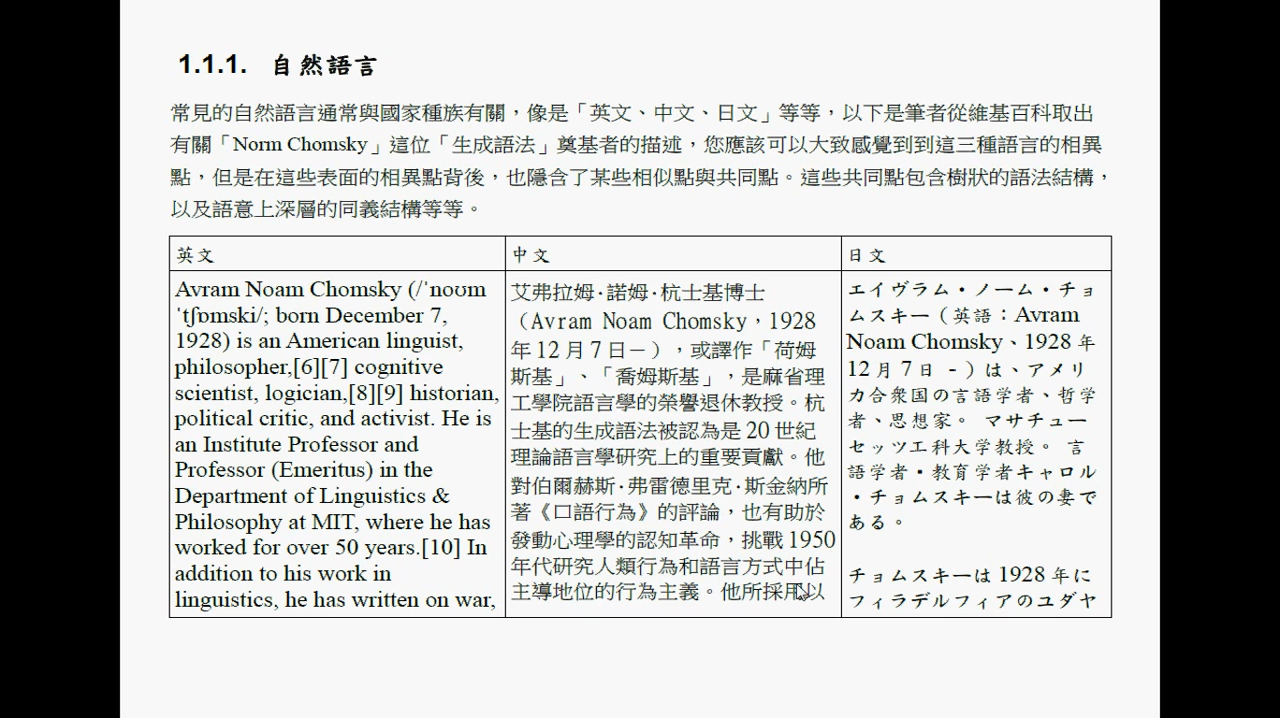 1.1.1. 自然語言
常見的自然語言通常與國家種族有關，像是「英文、中文、日文」等等，以下是筆者從維基百科取出
有關「Norm Chomsky」這位「生成語法」奠基者的描述，您應該可以大致感覺到到這三種語言的相異
點，但是在這些表面的相異點背後，也隱含了某些相似點與共同點。這些共同點包含樹狀的語法結構，
以及語意上深層的同義結構等等。
英文
Avram Noam Chomsky (/ˈnoʊm
ˈtʃɒmski/; born December 7,
1928) is an American linguist,
philosopher,[6][7] cognitive
scientist, logician,[8][9] historian,
political critic, and activist. He is
an Institute Professor and
Professor (Emeritus) in the
Department of Linguistics &
Philosophy at MIT, where he has
worked for over 50 years.[10] In
addition to his work in
linguistics, he has written on war,
中文
艾弗拉姆·諾姆·杭士基博士
（Avram Noam Chomsky，1928
年 12 月 7 日－），或譯作「荷姆
斯基」、「喬姆斯基」，是麻省理
工學院語言學的榮譽退休教授。杭
士基的生成語法被認為是 20 世紀
理論語言學研究上的重要貢獻。他
對伯爾赫斯·弗雷德里克·斯金納所
著《口語行為》的評論，也有助於
發動心理學的認知革命，挑戰 1950
年代研究人類行為和語言方式中佔
主導地位的行為主義。他所採用以
日文
エイヴラム・ノーム・チョ
ムスキー（英語：Avram
Noam Chomsky、1928 年
12 月 7 日 - ）は、アメリ
カ合衆国の言語学者、哲学
者、思想家。 マサチュー
セッツ工科大学教授。 言
語学者・教育学者キャロル
・チョムスキーは彼の妻で
ある。
チョムスキーは 1928 年に
フィラデルフィアのユダヤ